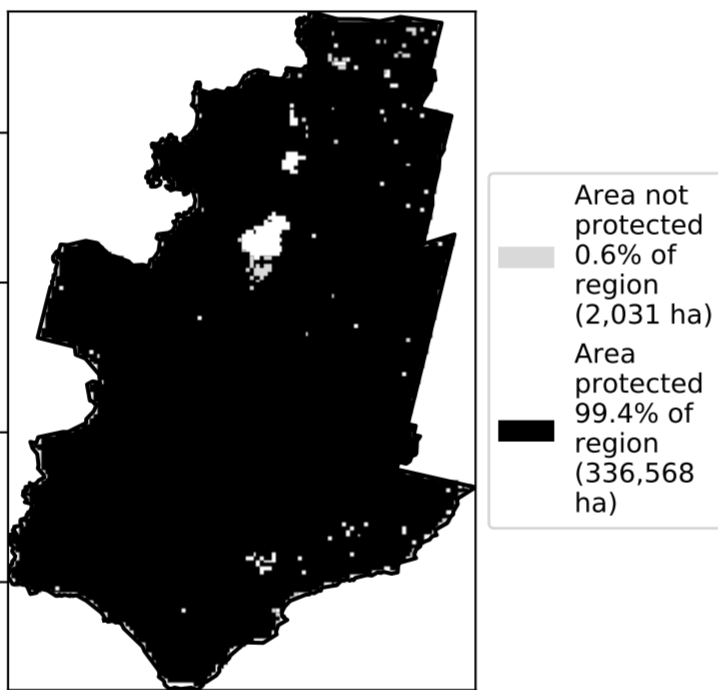 Area not
protected
0.6% of
region
(2,031 ha)
Area
protected
99.4% of
region
(336,568
ha)